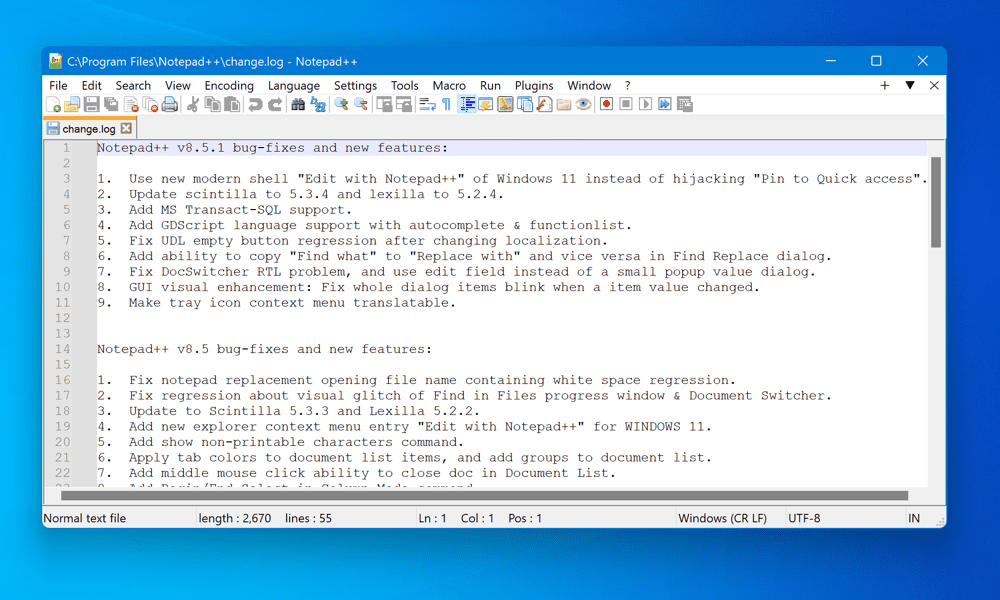 C:\Program Files\Notepad++\change.log - Notepad++
File Edit Search View Encoding Language Settings Tools Macro Run Plugins Window ?
change.log
1 Notepad++ v8.5.1 bug-fixes and new features:
2
3 1. Use new modern shell "Edit with Notepad++" of Windows 11 instead of hijacking "Pin to Quick access".
4 2. Update scintilla to 5.3.4 and lexilla to 5.2.4.
5 3. Add MS Transact-SQL support.
6 4. Add GDScript language support with autocomplete & functionlist.
7 5. Fix UDL empty button regression after changing localization.
8 6. Add ability to copy "Find what" to "Replace with" and vice versa in Find Replace dialog.
9 7. Fix DocSwitcher RTL problem, and use edit field instead of a small popup value dialog.
10 8. GUI visual enhancement: Fix whole dialog items blink when a item value changed.
11 9. Make tray icon context menu translatable.
12
13
14 Notepad++ v8.5 bug-fixes and new features:
15
16 1. Fix notepad replacement opening file name containing white space regression.
17 2. Fix regression about visual glitch of Find in Files progress window & Document Switcher.
18 3. Update to Scintilla 5.3.3 and Lexilla 5.2.2.
19 4. Add new explorer context menu entry "Edit with Notepad++" for WINDOWS 11.
20 5. Add show non-printable characters command.
21 6. Apply tab colors to document list items, and add groups to document list.
22 7. Add middle mouse click ability to close doc in Document List.
Normal text file length : 2,670 lines : 55 Ln : 1 Col : 1 Pos : 1 Windows (CR LF) UTF-8 IN